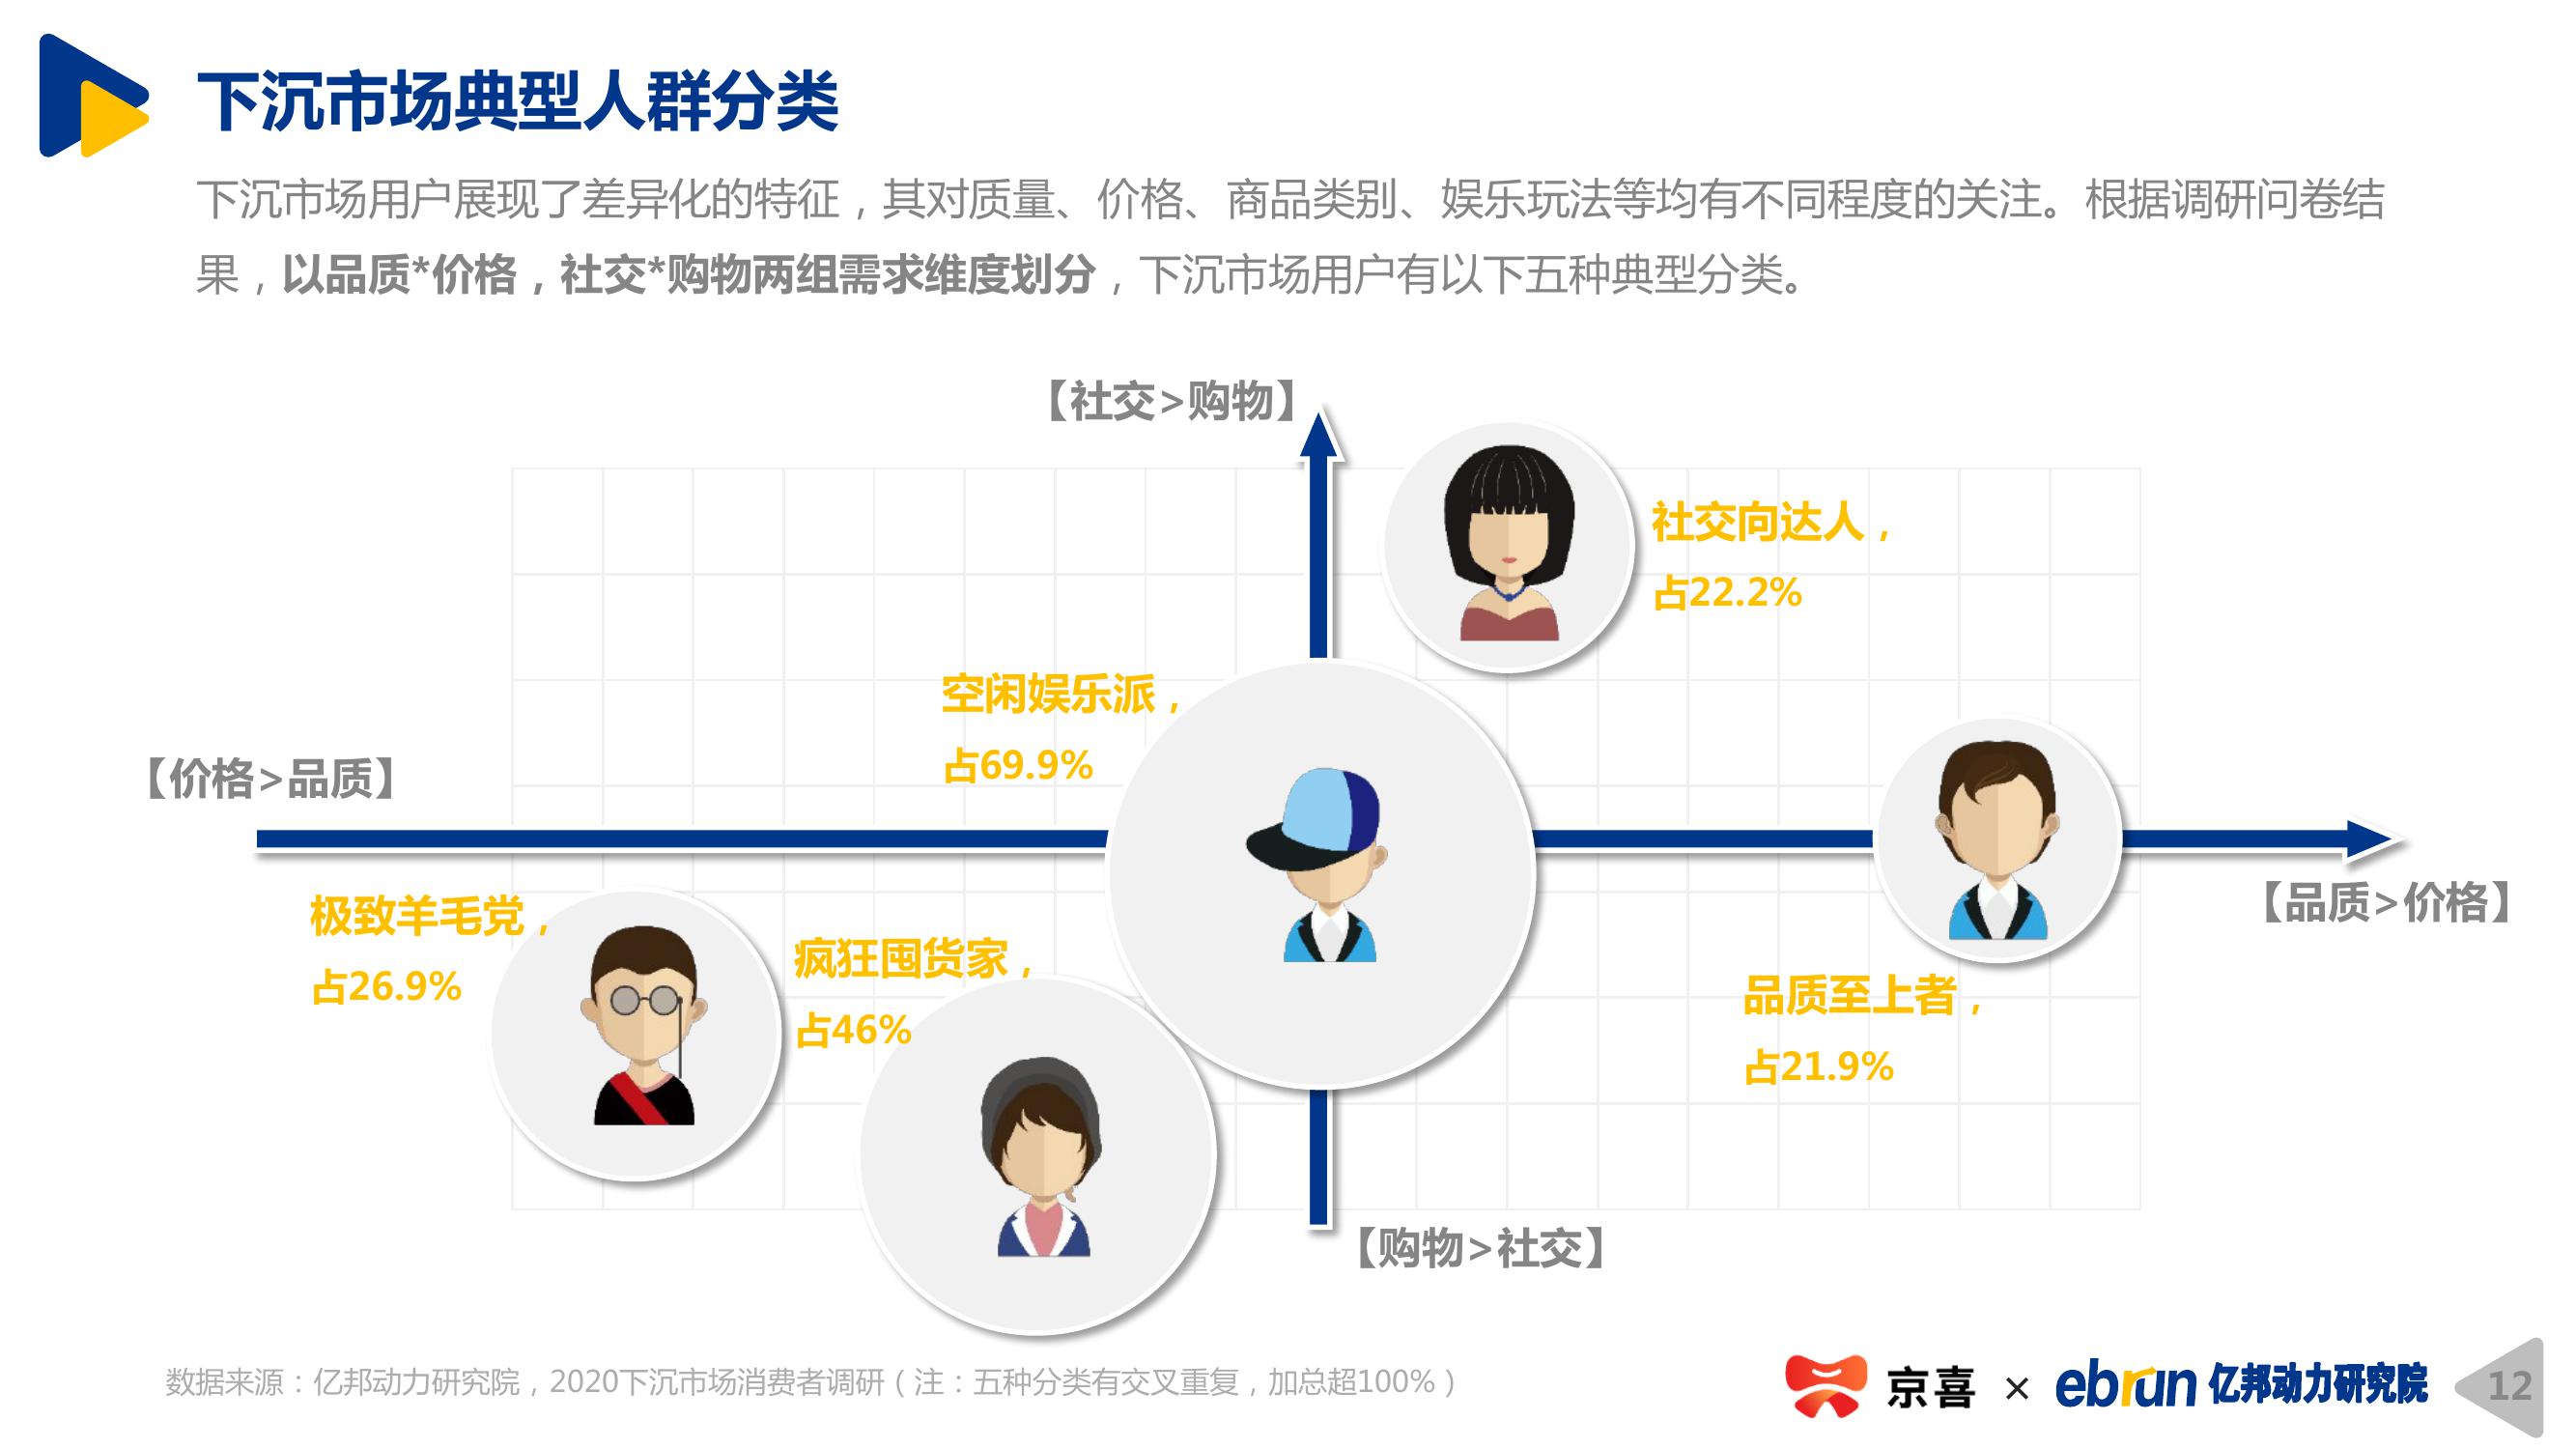 下沉市场典型人群分类
下沉市场用户展现了差异化的特征，其对质量、价格、商品类别、娱乐玩法等均有不同程度的关注。根据调研问卷结
果，以品质*价格，社交*购物两组需求维度划分，下沉市场用户有以下五种典型分类。
【社交>购物】
社交向达人，
占22.2%
空闲娱乐派，
占69.9%
【价格>品质】
【品质>价格】
极致羊毛党，
占26.9%
疯狂囤货家，
占46%
品质至上者，
占21.9%
【购物>社交】
数据来源：亿邦动力研究院，2020下沉市场消费者调研（注：五种分类有交叉重复，加总超100%）
京喜 × ebrun 亿邦动力研究院
12